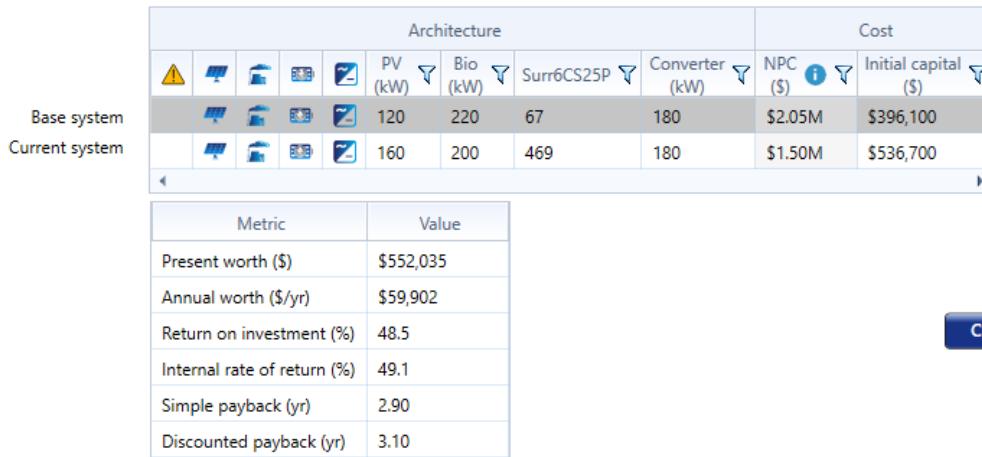 Architecture Cost
PV (kW) Bio (kW) Surr6CS25P Converter (kW) NPC ($) Initial capital ($)
Base system 120 220 67 180 $2.05M $396,100
Current system 160 200 469 180 $1.50M $536,700
Metric Value
Present worth ($) $552,035
Annual worth ($/yr) $59,902
Return on investment (%) 48.5
Internal rate of return (%) 49.1
Simple payback (yr) 2.90
Discounted payback (yr) 3.10
C